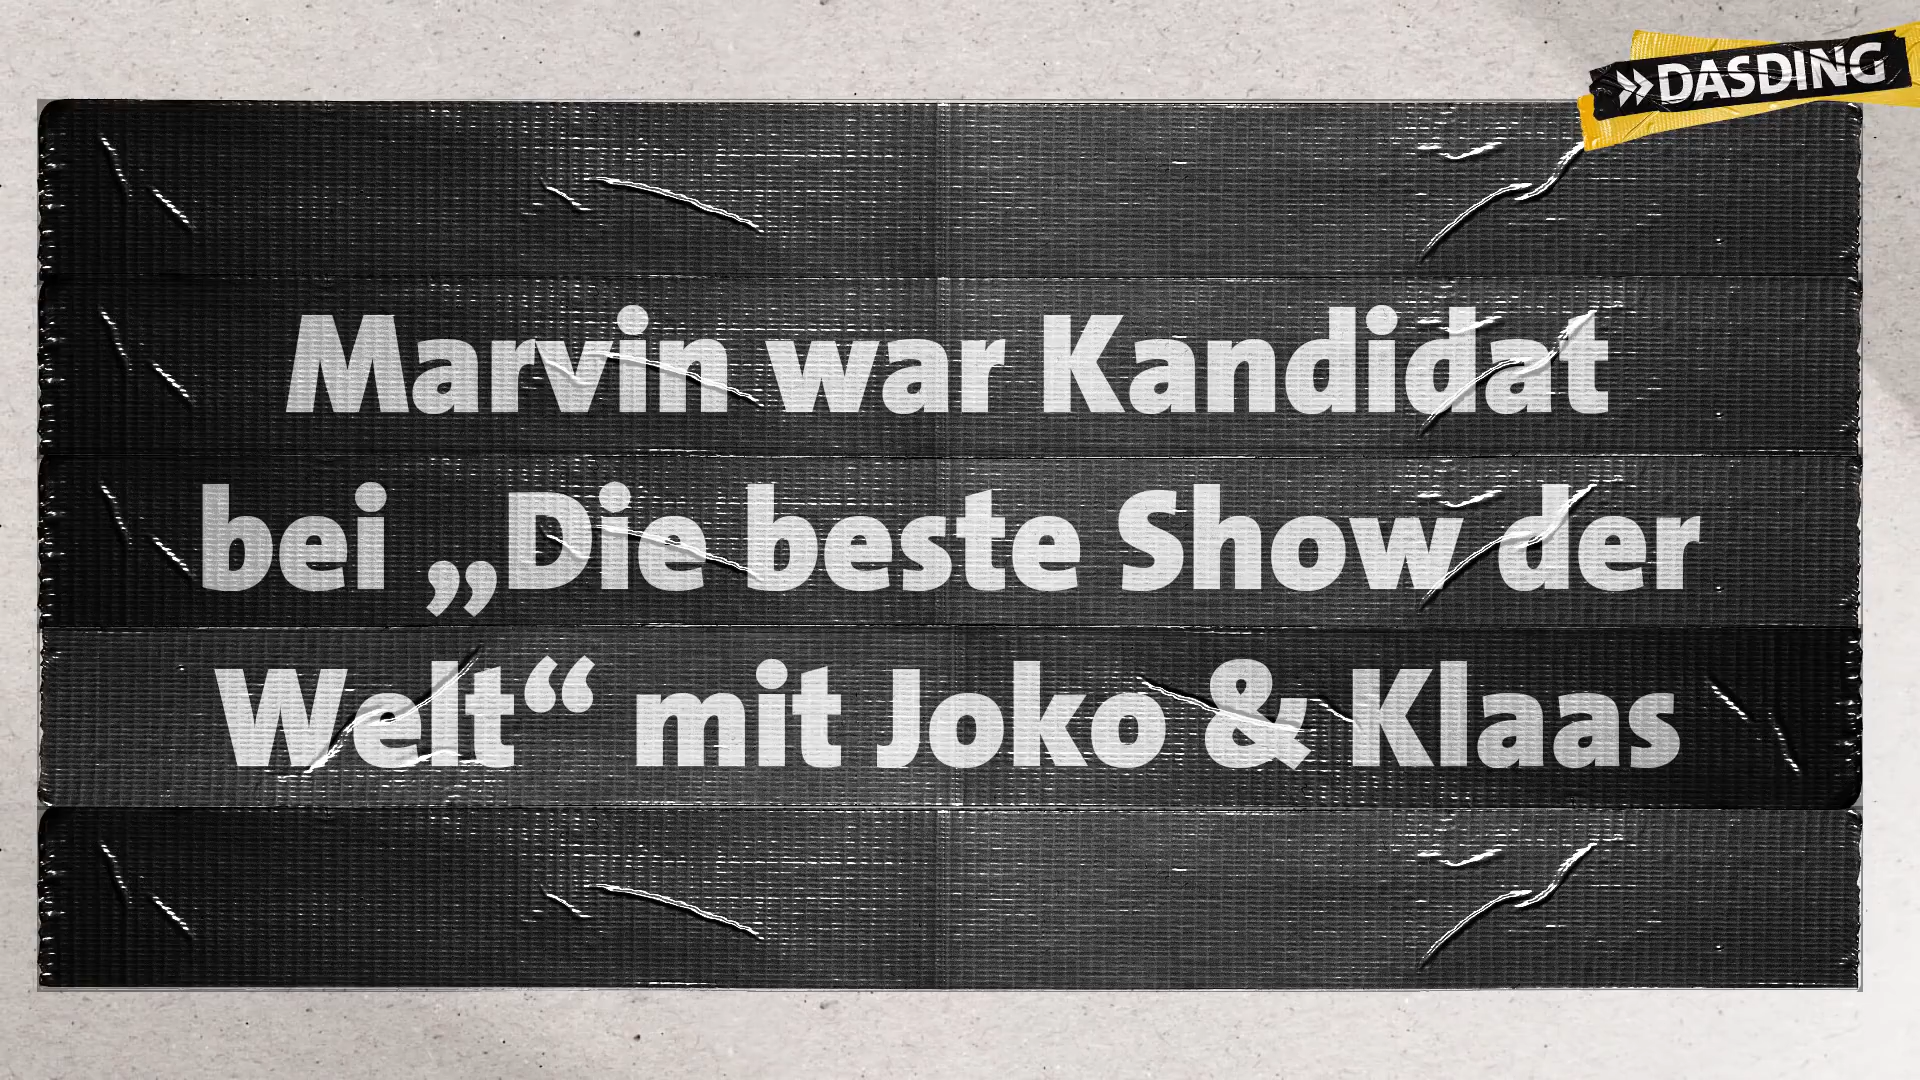 »DASDING
Marvin war Kandidat
bei „Die beste Show der
Welt“ mit Joko & Klaas